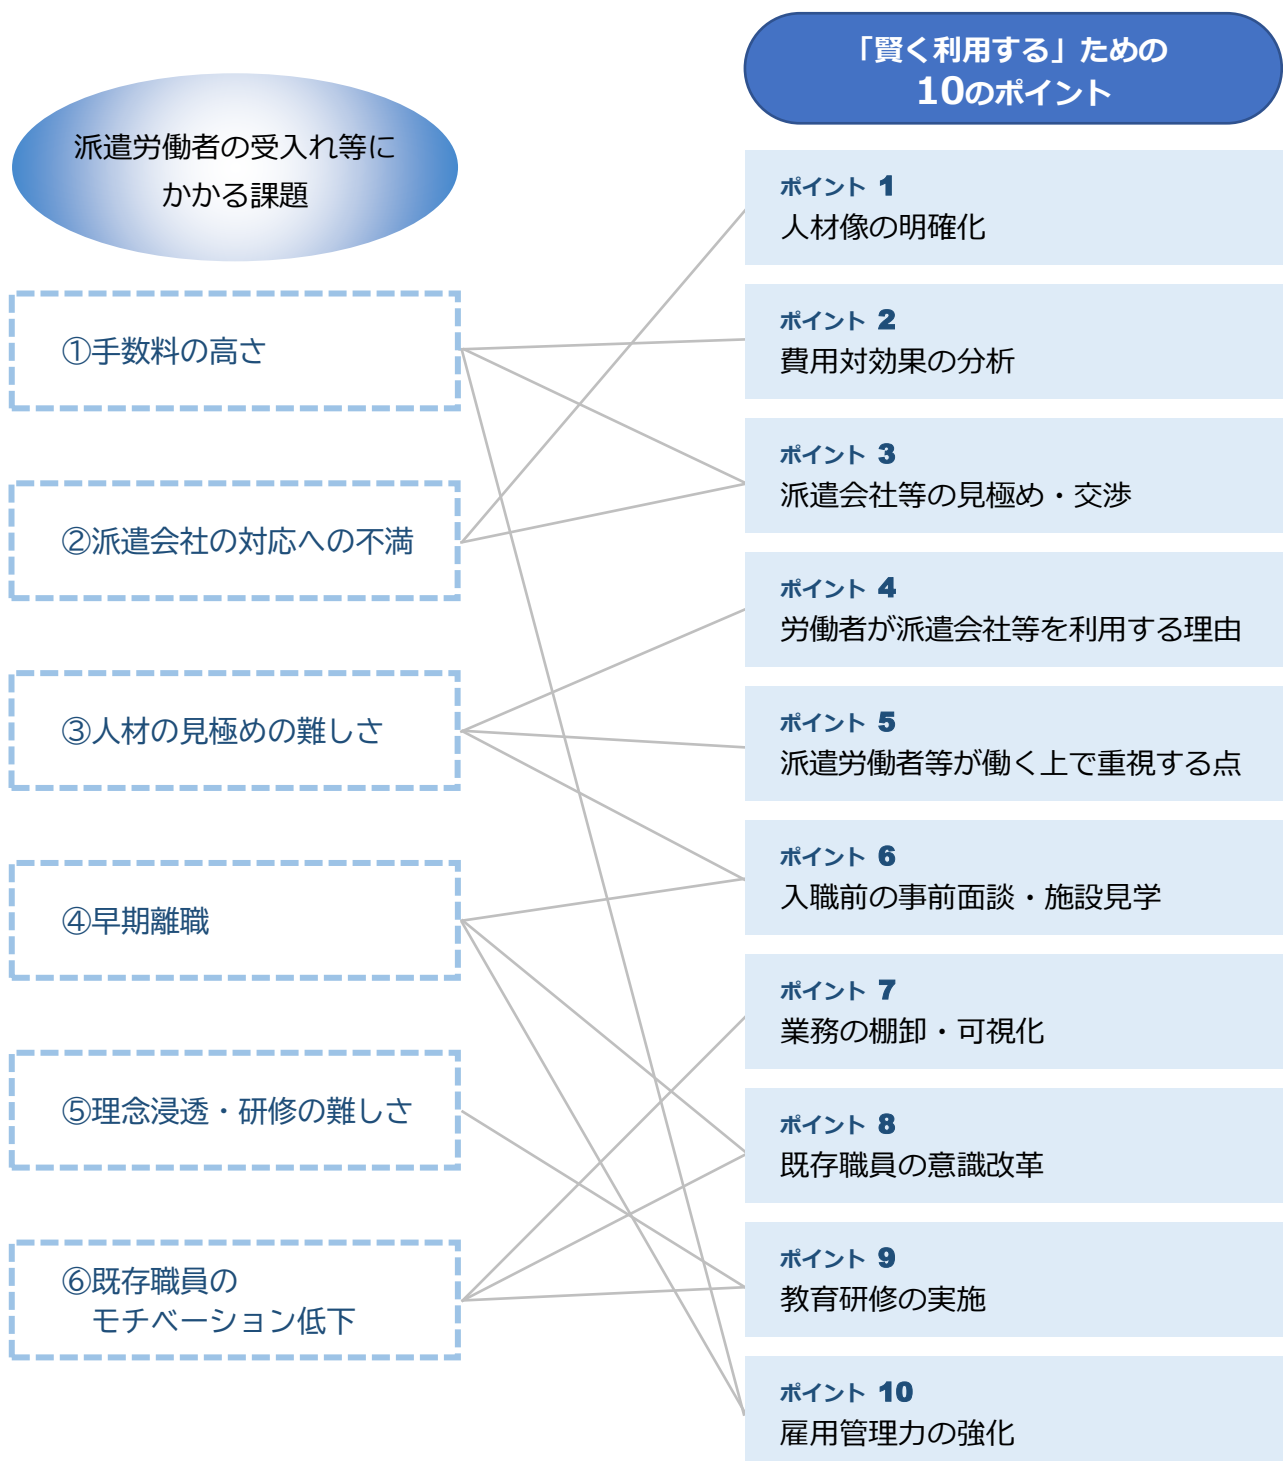 「賢く利用する」ための
10のポイント
派遣労働者の受入れ等に
かかる課題
①手数料の高さ
②派遣会社の対応への不満
③人材の見極めの難しさ
④早期離職
⑤理念浸透・研修の難しさ
⑥既存職員の
モチベーション低下
ポイント 1
人材像の明確化
ポイント 2
費用対効果の分析
ポイント 3
派遣会社等の見極め・交渉
ポイント 4
労働者が派遣会社等を利用する理由
ポイント 5
派遣労働者等が働く上で重視する点
ポイント 6
入職前の事前面談・施設見学
ポイント 7
業務の棚卸・可視化
ポイント 8
既存職員の意識改革
ポイント 9
教育研修の実施
ポイント 10
雇用管理力の強化